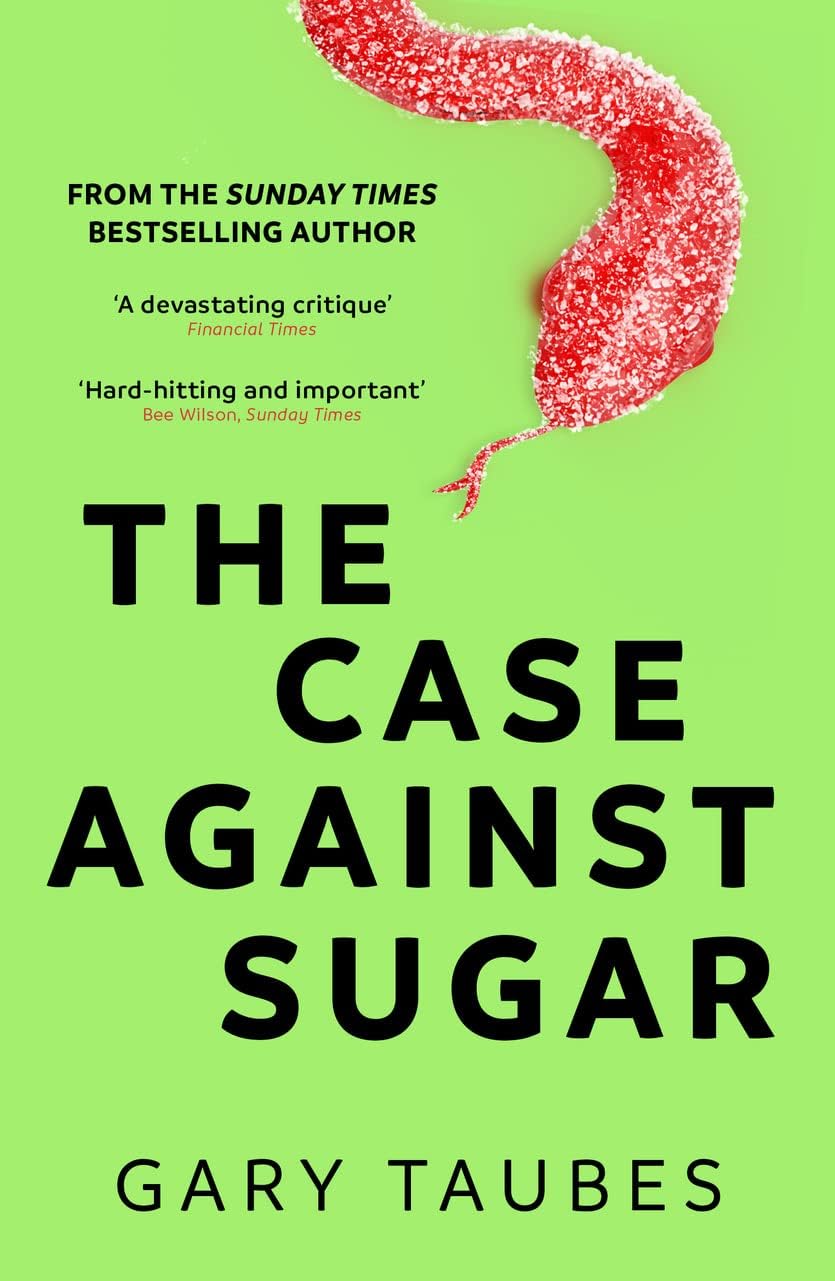 FROM THE SUNDAY TIMES
BESTSELLING AUTHOR
‘A devastating critique’
Financial Times
‘Hard-hitting and important’
Bee Wilson, Sunday Times
THE
CASE
AGAINST
SUGAR
GARY TAUBES